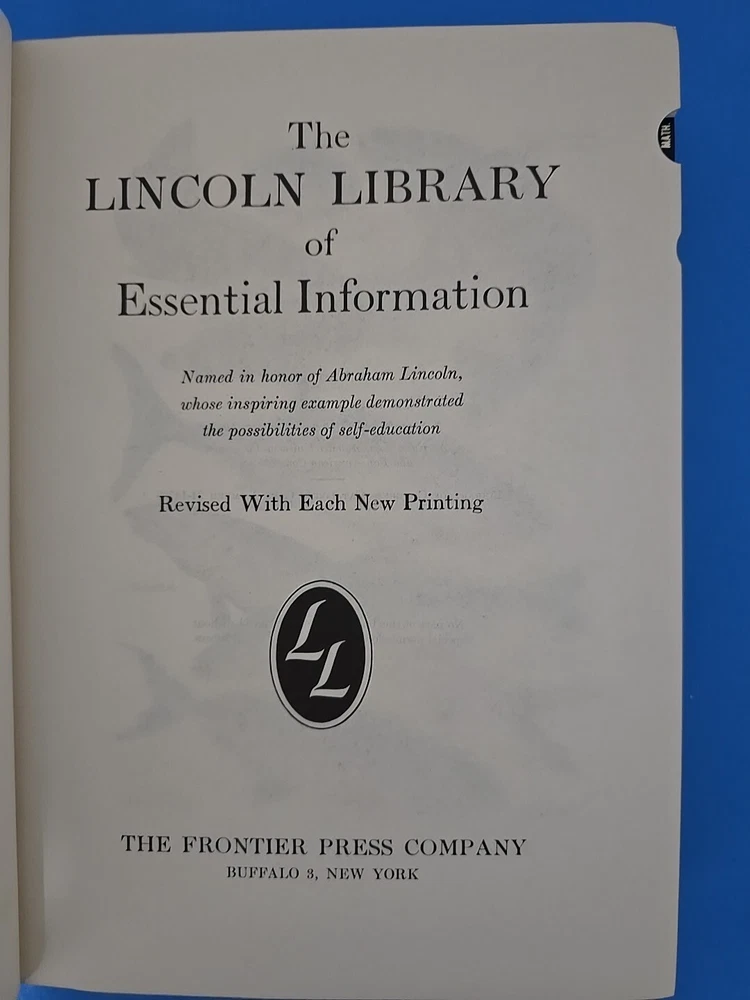 The
LINCOLN LIBRARY
of
Essential Information
Named in honor of Abraham Lincoln,
whose inspiring example demonstrated
the possibilities of self-education
Revised With Each New Printing
LL
THE FRONTIER PRESS COMPANY
BUFFALO 3, NEW YORK
MATH.